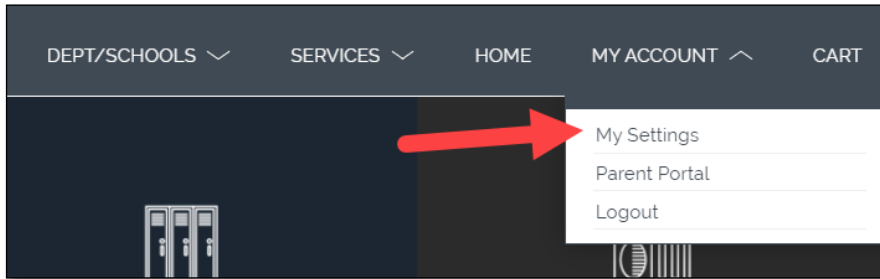 DEPT/SCHOOLS SERVICES HOME MY ACCOUNT CART
My Settings
Parent Portal
Logout